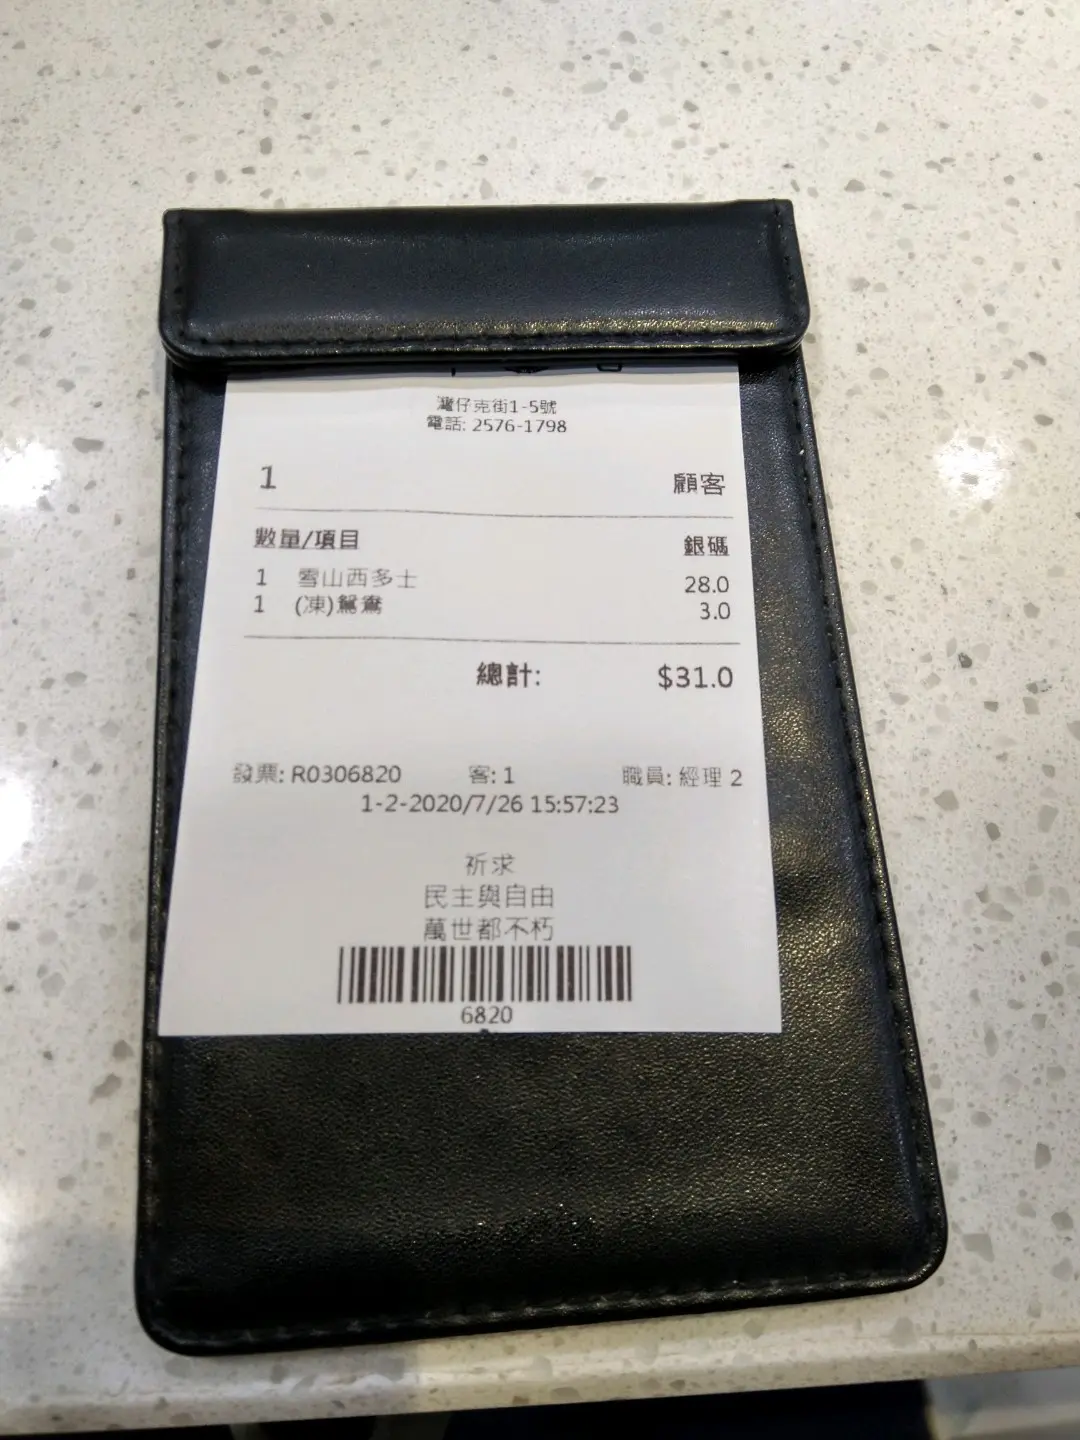 灣仔克街1-5號
電話: 2576-1798
1 顧客
數量/項目 銀碼
1 雪山西多士 28.0
1 (凍)鴛鴦 3.0
總計: $31.0
發票: R0306820 客: 1 職員: 經理 2
1-2-2020/7/26 15:57:23
祈求
民主與自由
萬世都不朽
6820